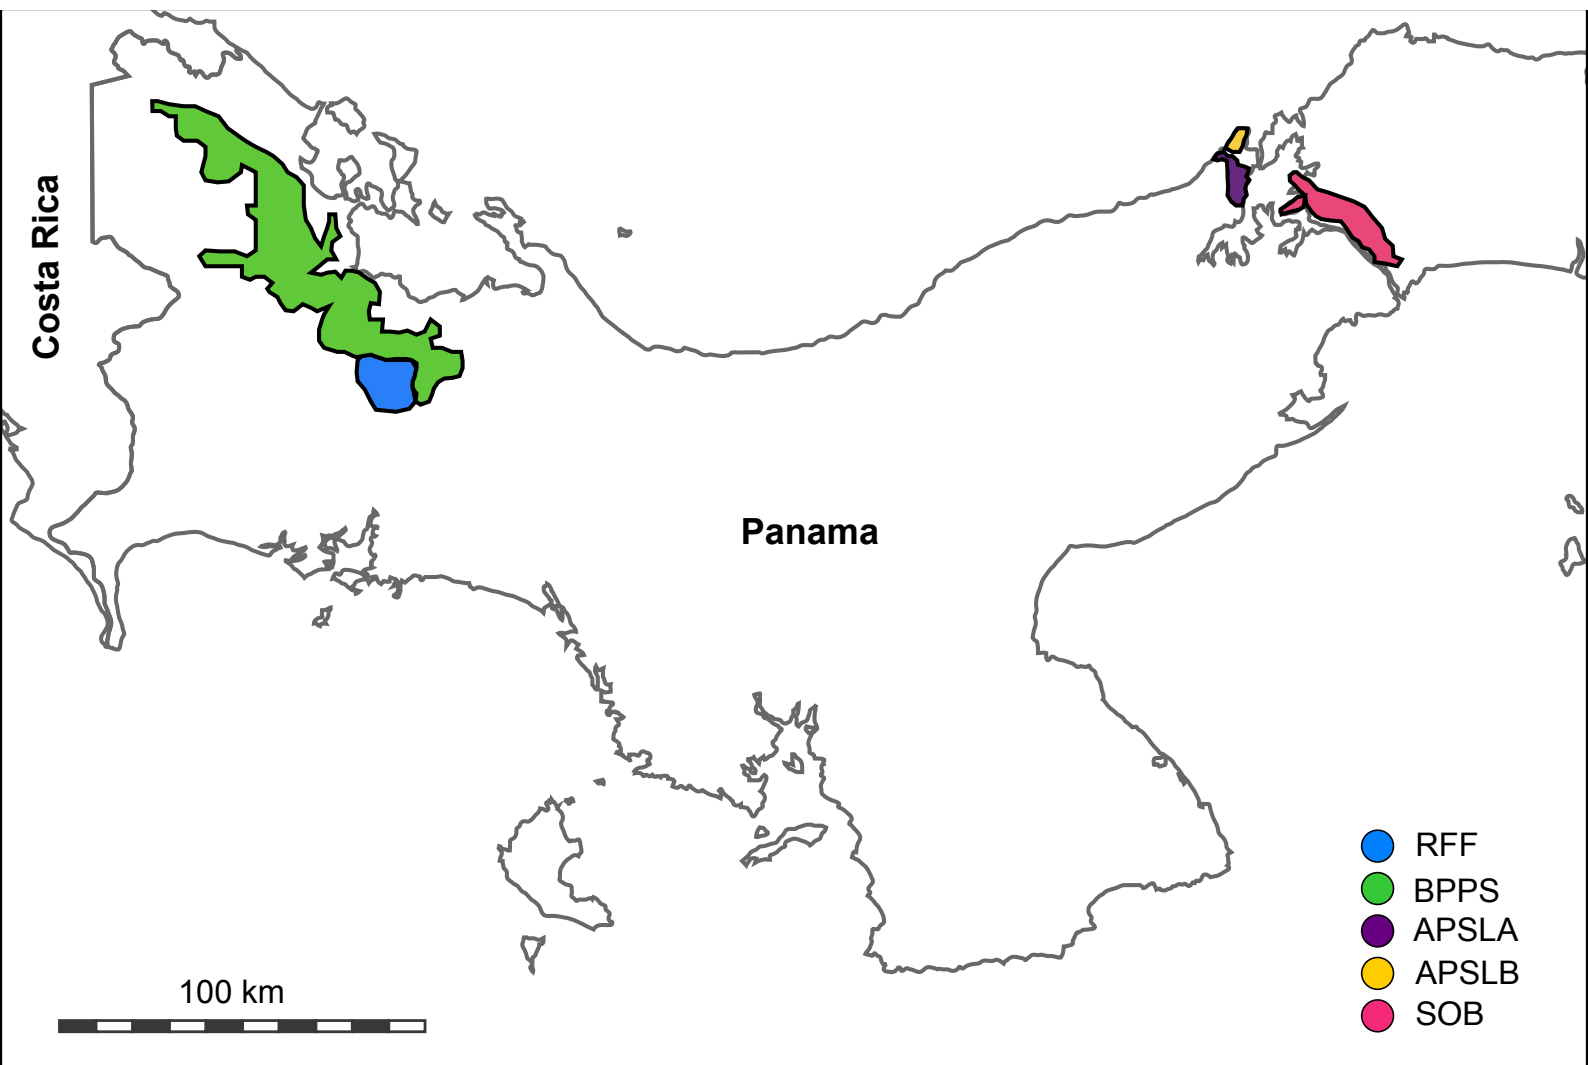 Costa Rica
Panama
RFF
BPPS
APSLA
APSLB
SOB
100 km